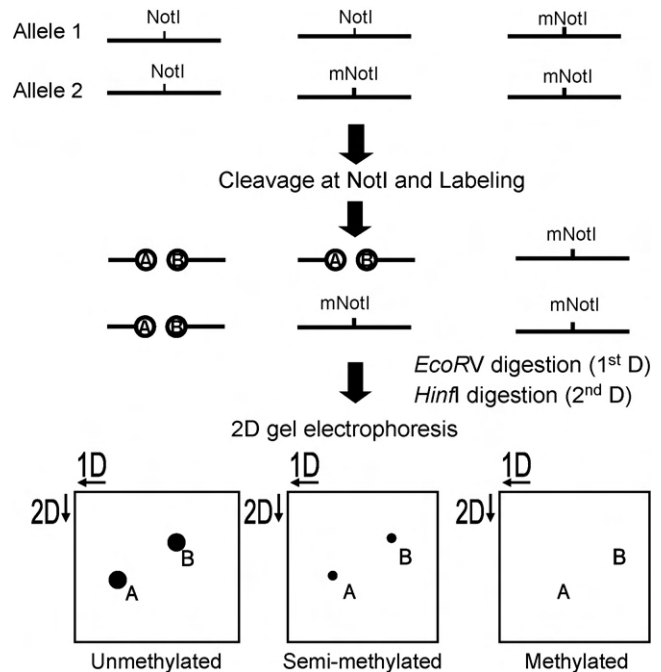 NotI NotI mNotI
Allele 1
NotI mNotI mNotI
Allele 2
Cleavage at NotI and Labeling
mNotI
A B A B
mNotI mNotI
A B
EcoRV digestion (1st D)
HinfI digestion (2nd D)
2D gel electrophoresis
1D 1D 1D
2D 2D 2D
B B B
A A A
Unmethylated Semi-methylated Methylated